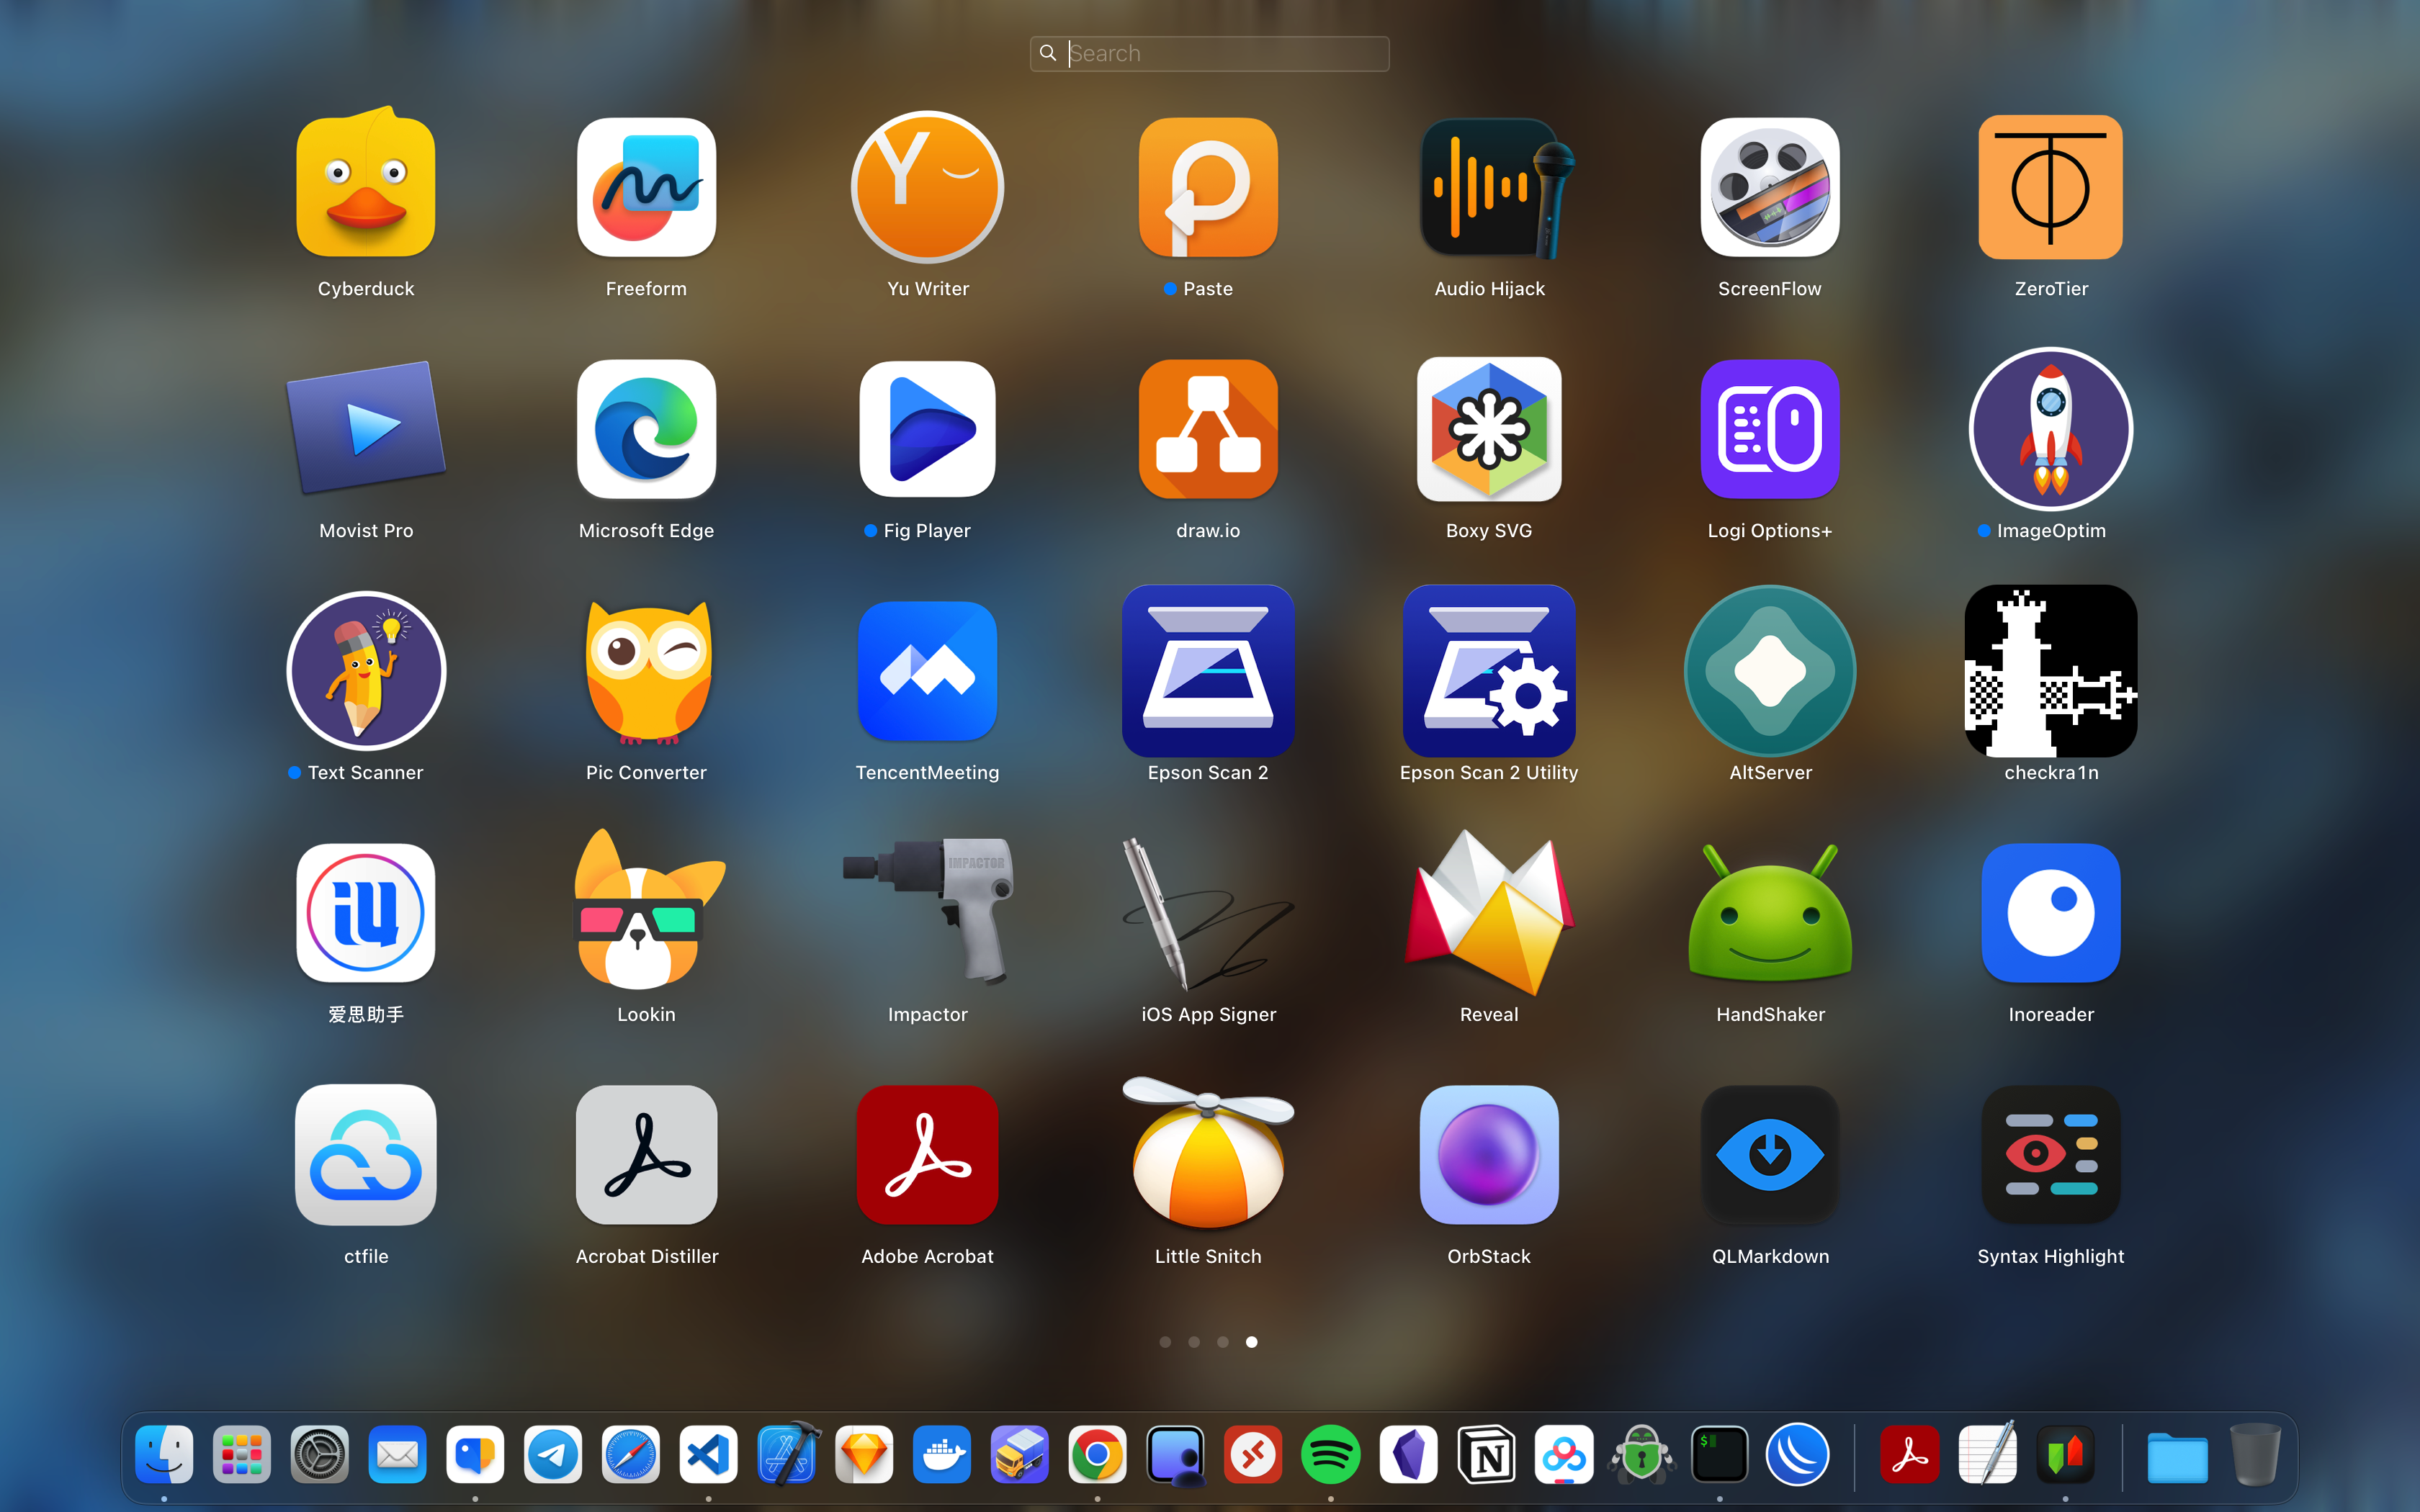 Search
Cyberduck
Freeform
Yu Writer
Paste
Audio Hijack
ScreenFlow
ZeroTier
Movist Pro
Microsoft Edge
Fig Player
draw.io
Boxy SVG
Logi Options+
ImageOptim
Text Scanner
Pic Converter
TencentMeeting
Epson Scan 2
Epson Scan 2 Utility
AltServer
checkra1n
IMPACTOR
爱思助手
Lookin
Impactor
iOS App Signer
Reveal
HandShaker
Inoreader
ctfile
Acrobat Distiller
Adobe Acrobat
Little Snitch
OrbStack
QLMarkdown
Syntax Highlight